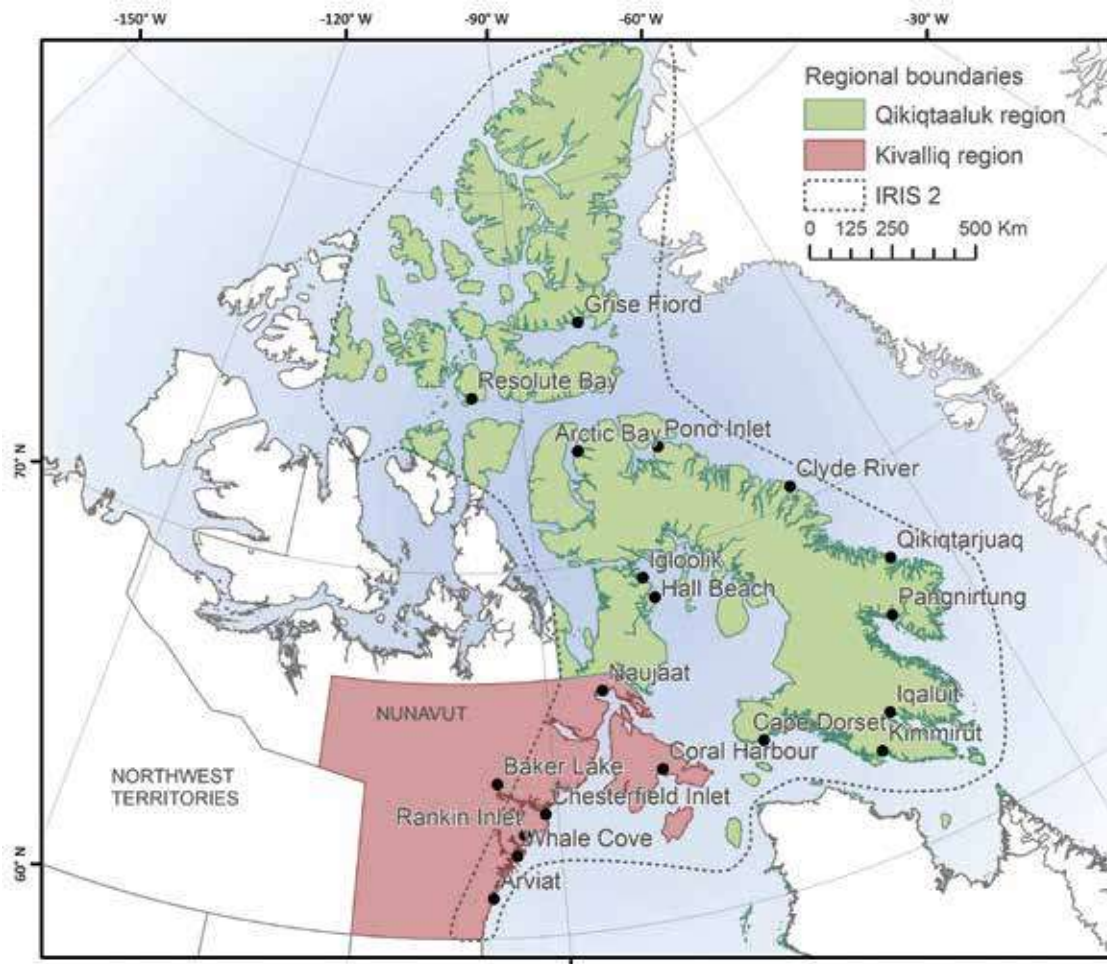 -150° W
-120° W
-90° W
-60° W
-30° W
Regional boundaries
Qikiqtaaluk region
Kivalliq region
IRIS 2
0 125 250 500 Km
Grise Fiord
Resolute Bay
Arctic Bay
Pond Inlet
Clyde River
70° N
Qikiqtarjuaq
Igloolik
Hall Beach
Pangnirtung
Naujaat
Iqaluit
NUNAVUT
Cape Dorset
Kimmirut
Coral Harbour
NORTHWEST
TERRITORIES
Baker Lake
Chesterfield Inlet
Rankin Inlet
Whale Cove
60° N
Arviat